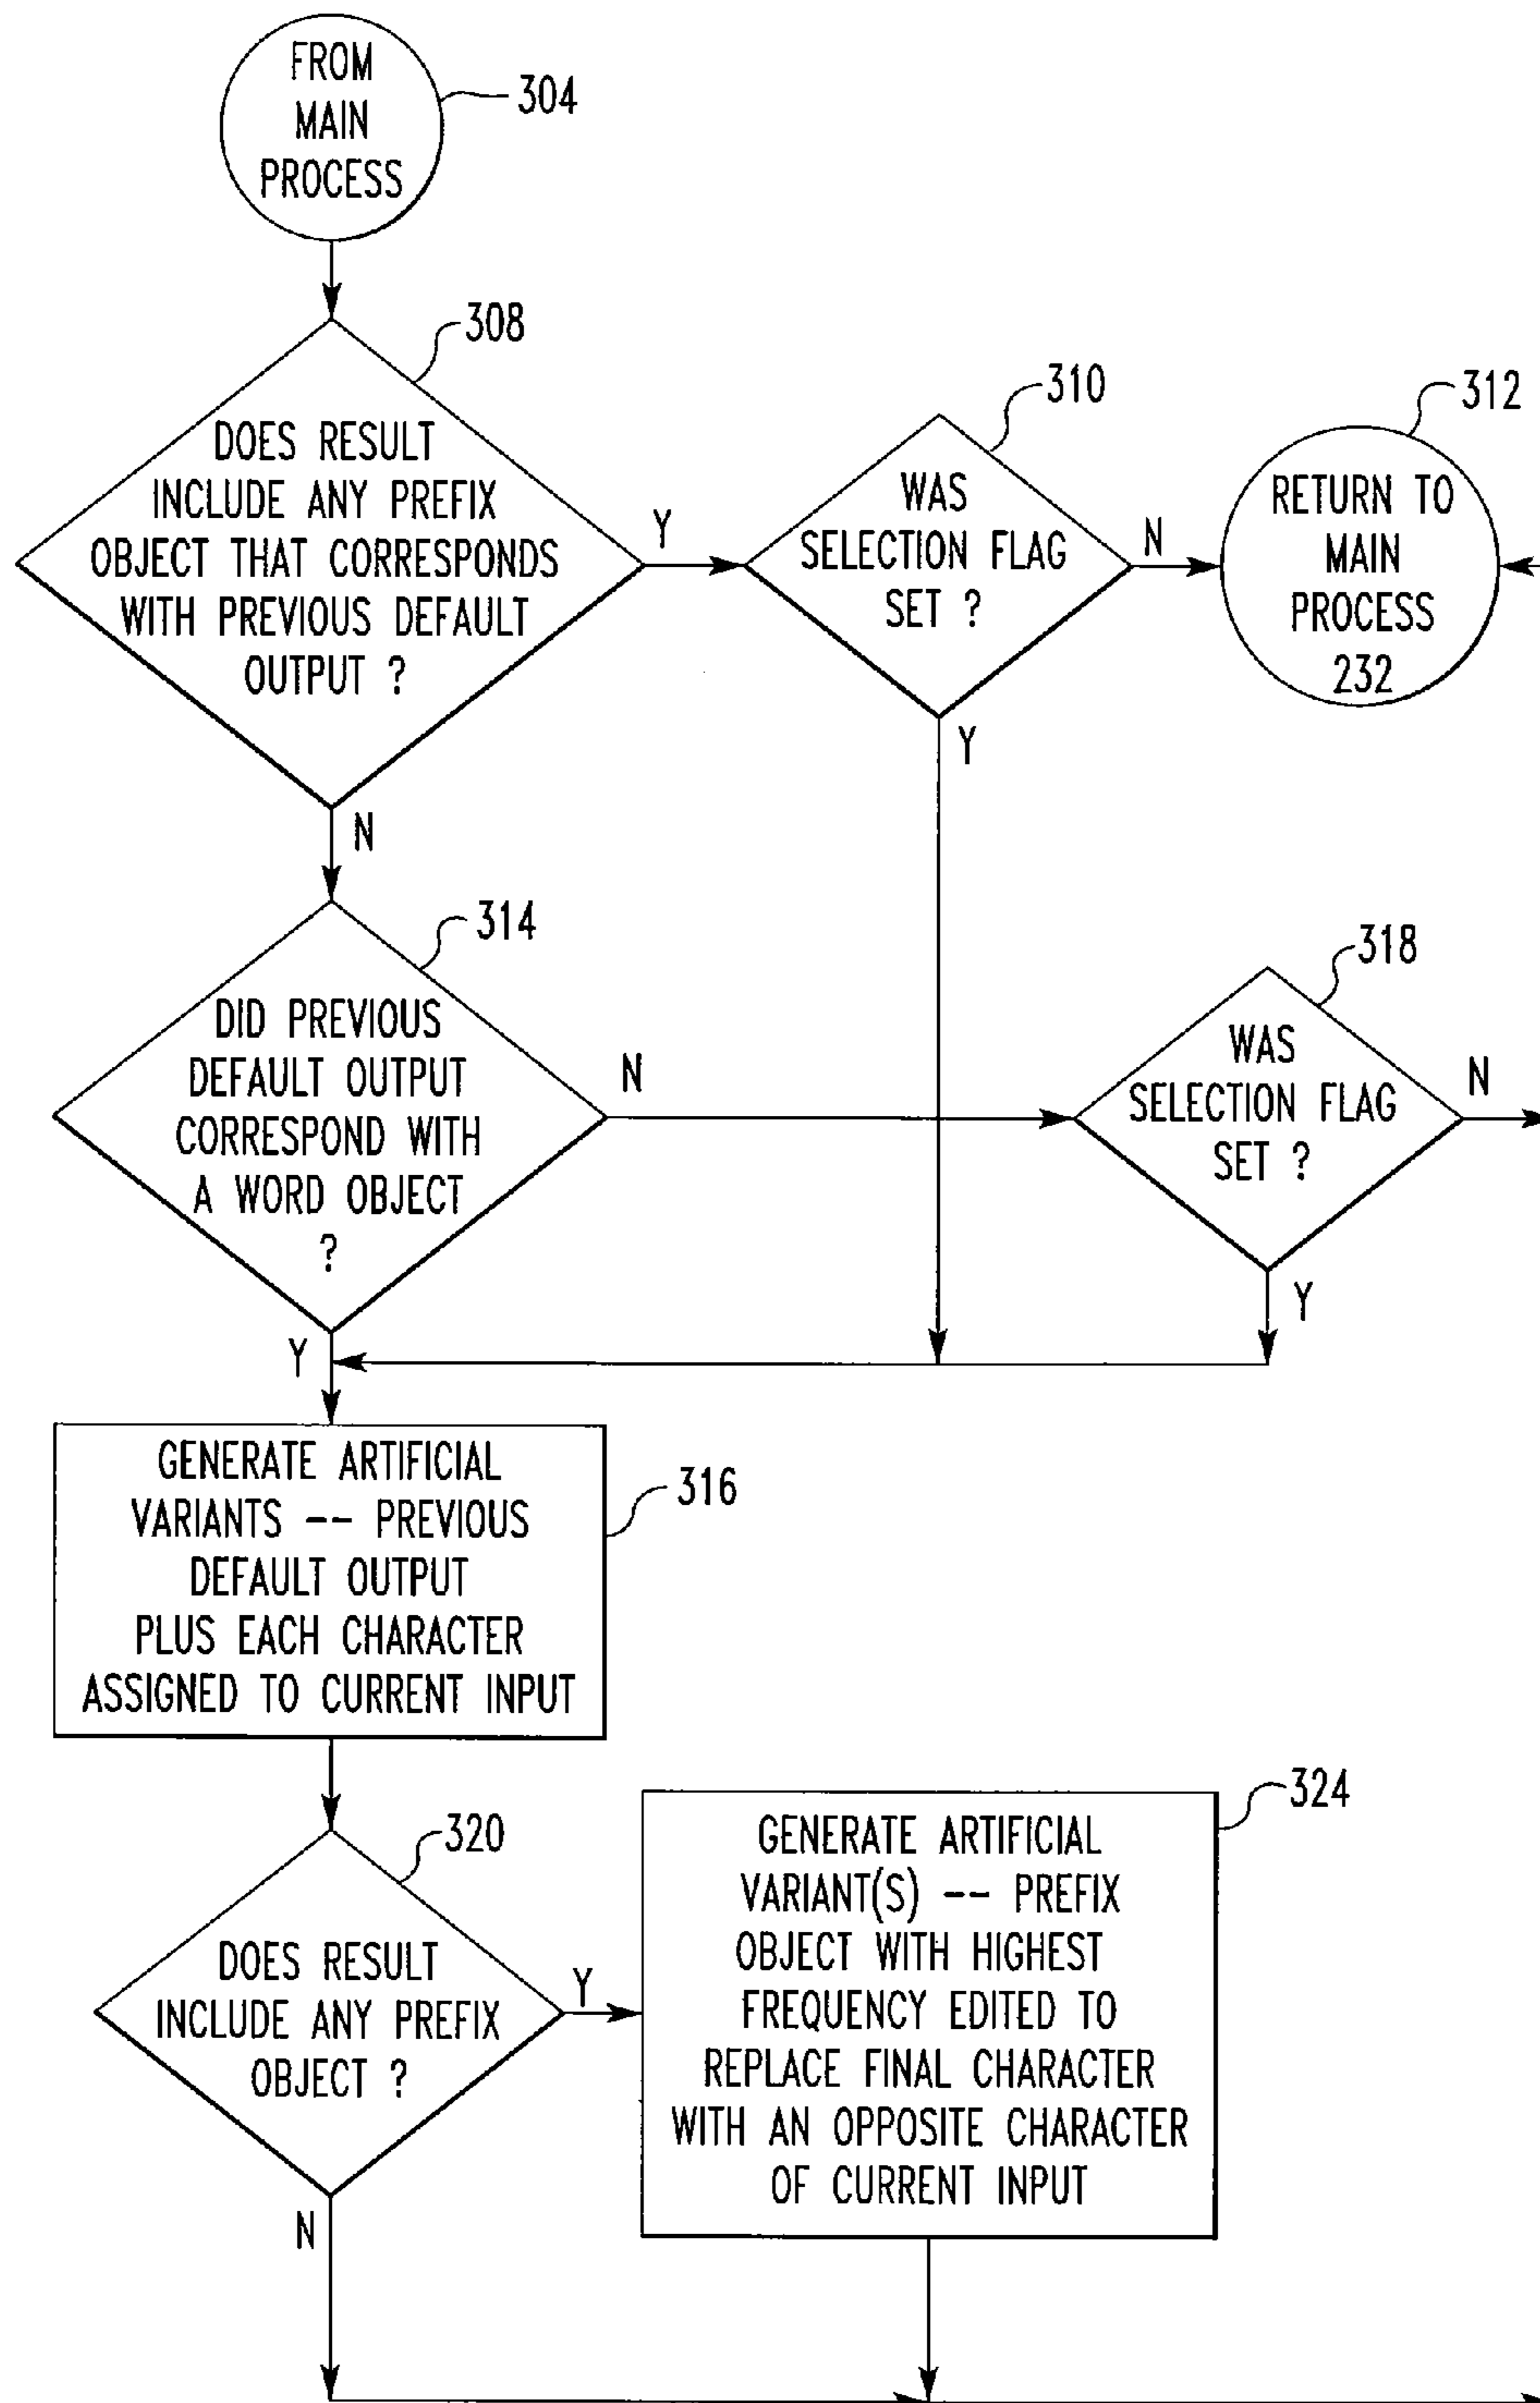 FROM
MAIN
PROCESS
304
308
DOES RESULT
INCLUDE ANY PREFIX
OBJECT THAT CORRESPONDS
WITH PREVIOUS DEFAULT
OUTPUT ?
Y
N
310
WAS
SELECTION FLAG
SET ?
N
Y
312
RETURN TO
MAIN
PROCESS
232
314
DID PREVIOUS
DEFAULT OUTPUT
CORRESPOND WITH
A WORD OBJECT
?
N
Y
318
WAS
SELECTION FLAG
SET ?
N
Y
GENERATE ARTIFICIAL
VARIANTS -- PREVIOUS
DEFAULT OUTPUT
PLUS EACH CHARACTER
ASSIGNED TO CURRENT INPUT
316
320
DOES RESULT
INCLUDE ANY PREFIX
OBJECT ?
Y
N
324
GENERATE ARTIFICIAL
VARIANT(S) -- PREFIX
OBJECT WITH HIGHEST
FREQUENCY EDITED TO
REPLACE FINAL CHARACTER
WITH AN OPPOSITE CHARACTER
OF CURRENT INPUT